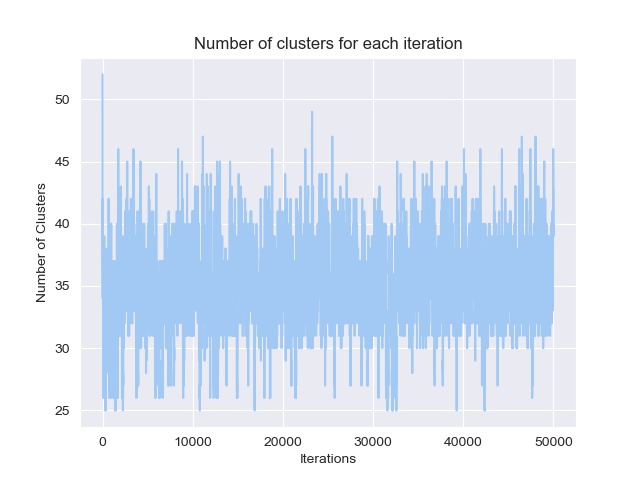 Number of clusters for each iteration
Number of Clusters
50
45
40
35
30
25
0 10000 20000 30000 40000 50000
Iterations